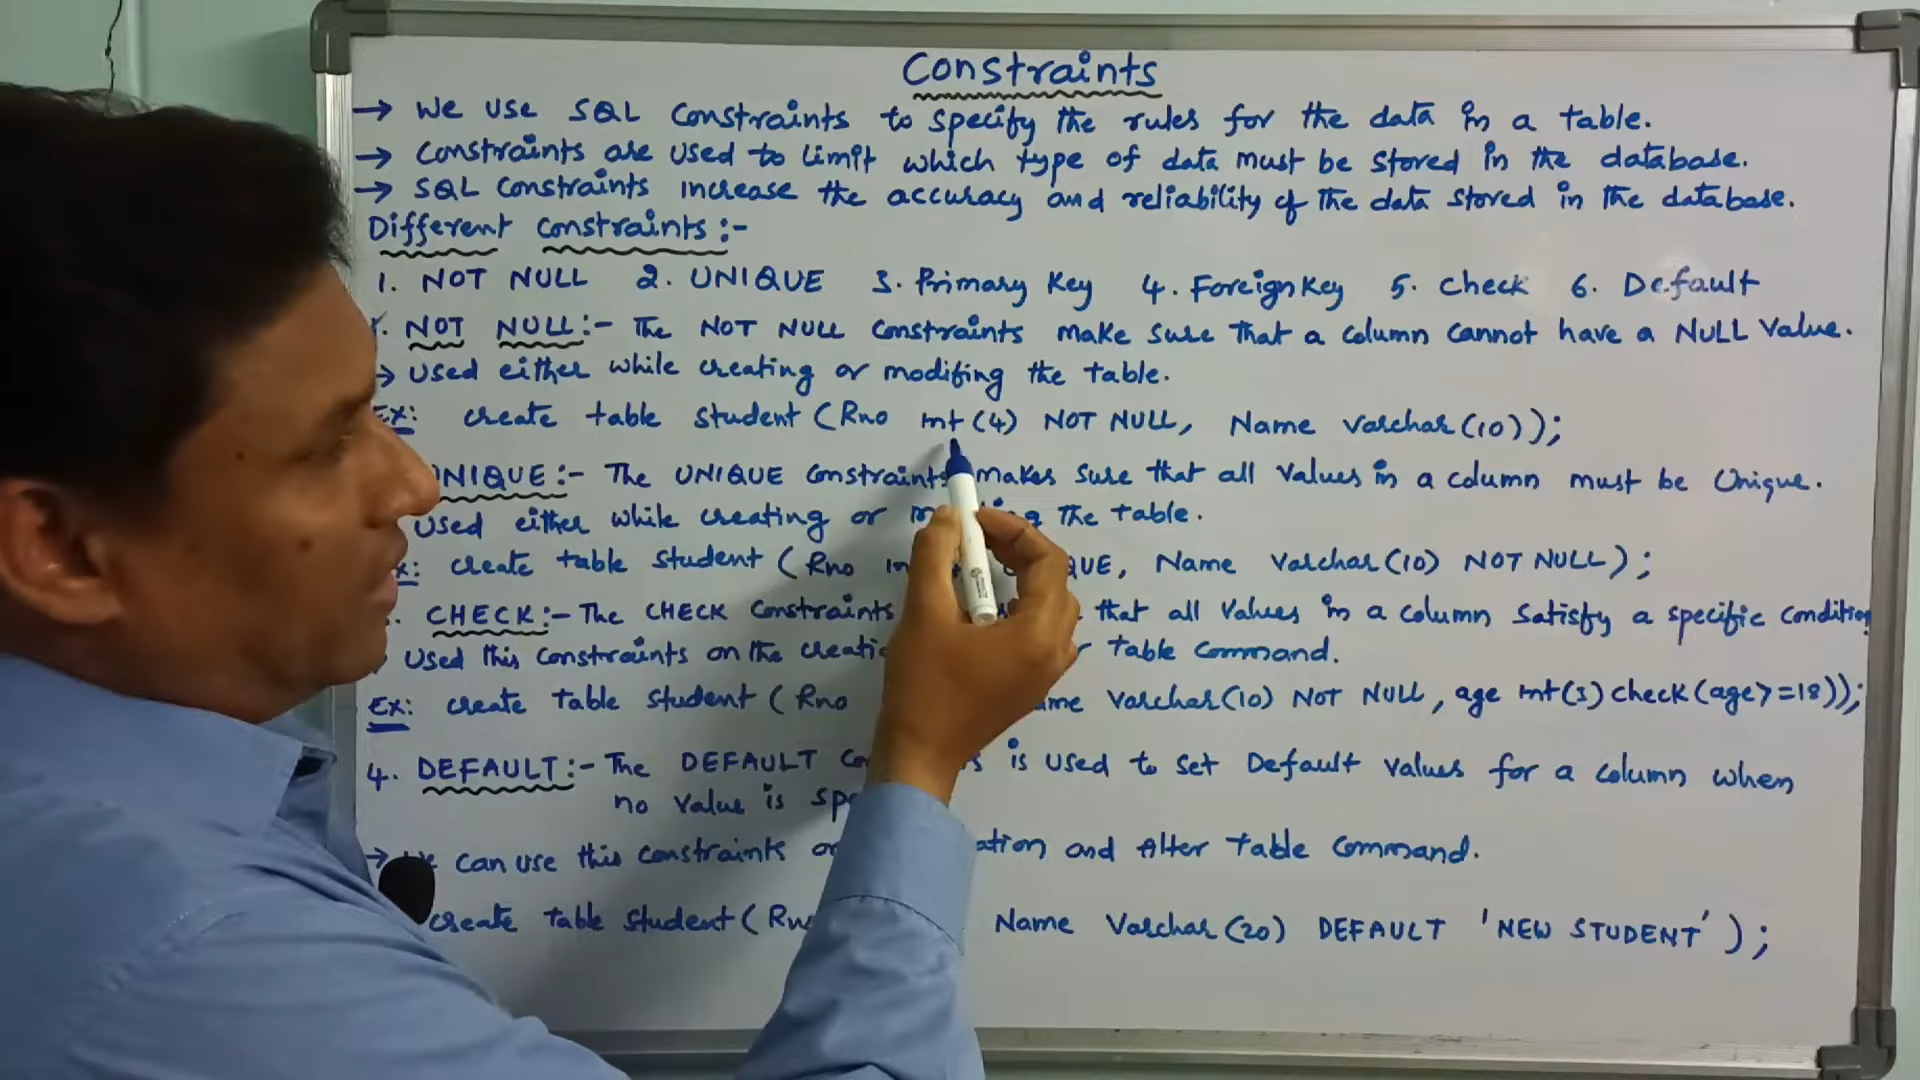 Constraints
→ We use SQL Constraints to specify the rules for the data in a table.
→ Constraints are used to limit which type of data must be stored in the database.
→ SQL Constraints increase the accuracy and reliability of the data stored in the database.
Different Constraints :-
1. NOT NULL 2. UNIQUE 3. Primary Key 4. Foreign Key 5. Check 6. Default
1. NOT NULL :- The NOT NULL Constraints make sure that a column cannot have a NULL Value.
→ Used either while creating or modifing the table.
Ex: create table student (Rno int (4) NOT NULL, Name varchar(10));
UNIQUE :- The UNIQUE Constraints makes sure that all values in a column must be Unique.
Used either while creating or the table.
Ex: create table student (Rno Name varchar(10) NOT NULL);
CHECK :- The CHECK Constraints that all values in a column satisfy a specific condition
Used this constraints on the Table Command.
Ex: create table student (Rno varchar(10) NOT NULL, age int(3) check (age >= 18));
4. DEFAULT :- The DEFAULT is used to set Default values for a column when
no value is
→ can use this constraints and Alter Table Command.
create table student ( Name Varchar (20) DEFAULT 'NEW STUDENT' );